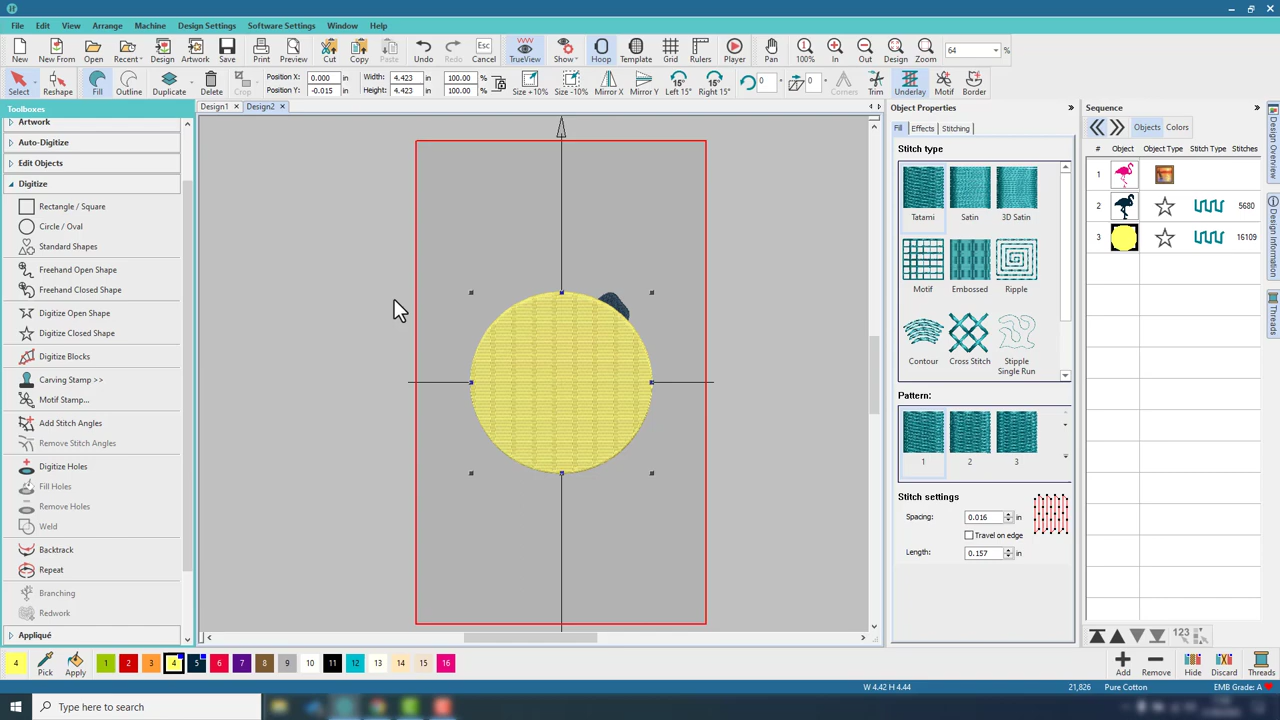 File Edit View Arrange Machine Design Settings Software Settings Window Help
New New From Open Recent Design Artwork Save Print Preview Cut Copy Paste Undo Redo TrueView Show Hoop Template Grid Rulers Player Pan 100% In Out Design Zoom 64 %
Esc
Select Reshape Fill Outline Duplicate Delete Crop Position X: 0.000 in Width: 4.423 in 100.00 % Size +10% Size -10% Mirror X Mirror Y Left 15° Right 15° 0 0 Corners Trim Underlay Motif Border
Position Y: -0.015 in Height: 4.423 in 100.00 %
Toolboxes
Design1 Design2
Artwork
Auto-Digitize
Edit Objects
Digitize
Rectangle / Square
Circle / Oval
Standard Shapes
Freehand Open Shape
Freehand Closed Shape
Digitize Open Shape
Digitize Closed Shape
Digitize Blocks
Carving Stamp >>
Motif Stamp...
Add Stitch Angles
Remove Stitch Angles
Digitize Holes
Fill Holes
Remove Holes
Weld
Backtrack
Repeat
Branching
Redwork
Appliqué
Object Properties
Fill Effects Stitching
Stitch type
Tatami Satin 3D Satin
Motif Embossed Ripple
Contour Cross Stitch Stipple Single Run
Pattern:
1 2 3
Stitch settings
Spacing: 0.016 in
Travel on edge
Length: 0.157 in
Sequence
Objects Colors
# Object Object Type Stitch Type Stitches
1
2 5680
3 16109
123
Design Overview
Design Information
Threads
4 Pick Apply 1 2 3 4 5 6 7 8 9 10 11 12 13 14 15 16 Add Remove Hide Discard Threads
W 4.42 H 4.44 21,826 Pure Cotton EMB Grade: A
Type here to search